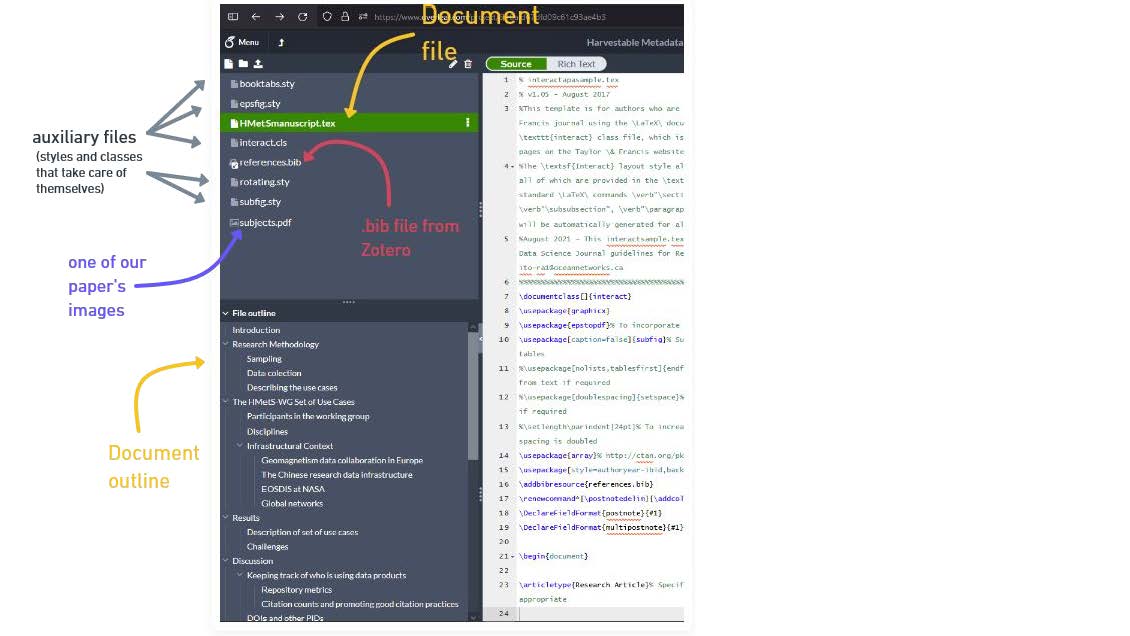 Document
file
https://www.
Menu
Harvestable Metadata
Source
Rich Text
booktabs.sty
epsfig.sty
HMetSmanuscript.tex
interact.cls
references.bib
rotating.sty
subfig.sty
subjects.pdf
auxiliary files
(styles and classes
that take care of
themselves)
.bib file from
Zotero
one of our
paper's
images
Document
outline
File outline
Introduction
Research Methodology
Sampling
Data colection
Describing the use cases
The HMetS-WG Set of Use Cases
Participants in the working group
Disciplines
Infrastructural Context
Geomagnetism data collaboration in Europe
The Chinese research data infrastructure
EOSDIS at NASA
Global networks
Results
Description of set of use cases
Challenges
Discussion
Keeping track of who is using data products
Repository metrics
Citation counts and promoting good citation practices
DOIs and other PIDs
1 % interactapasample.tex
2 % v1.05 - August 2017
3 %This template is for authors who are
Francis journal using the \LaTeX\ docu
\texttt{interact} class file, which is
pages on the Taylor \& Francis website
4 %The \textsf{Interact} layout style al
all of which are provided in the \text
standard \LaTeX\ commands \verb"\secti
\verb"\subsubsection", \verb"\paragrap
will be automatically generated for al
5 %August 2021 - This interactsample.tex
Data Science Journal guidelines for Re
ito-ra1@oceannetworks.ca
6 %%%%%%%%%%%%%%%%%%%%%%%%%%%%%%%%%%%%%%%
7 \documentclass[]{interact}
8 \usepackage{graphicx}
9 \usepackage{epstopdf}% To incorporate
10 \usepackage[caption=false]{subfig}% Su
tables
11 %\usepackage[nolists,tablesfirst]{endf
from text if required
12 %\usepackage[doublespacing]{setspace}%
if required
13 %\setlength\parindent{24pt}% To increa
spacing is doubled
14 \usepackage{array}% http://ctan.org/pk
15 \usepackage[style=authoryear-ibid,back
16 \addbibresource{references.bib}
17 \renewcommand*{\postnotedelim}{\addcol
18 \DeclareFieldFormat{postnote}{#1}
19 \DeclareFieldFormat{multipostnote}{#1}
20
21 \begin{document}
22
23 \articletype{Research Article}% Specif
appropriate
24